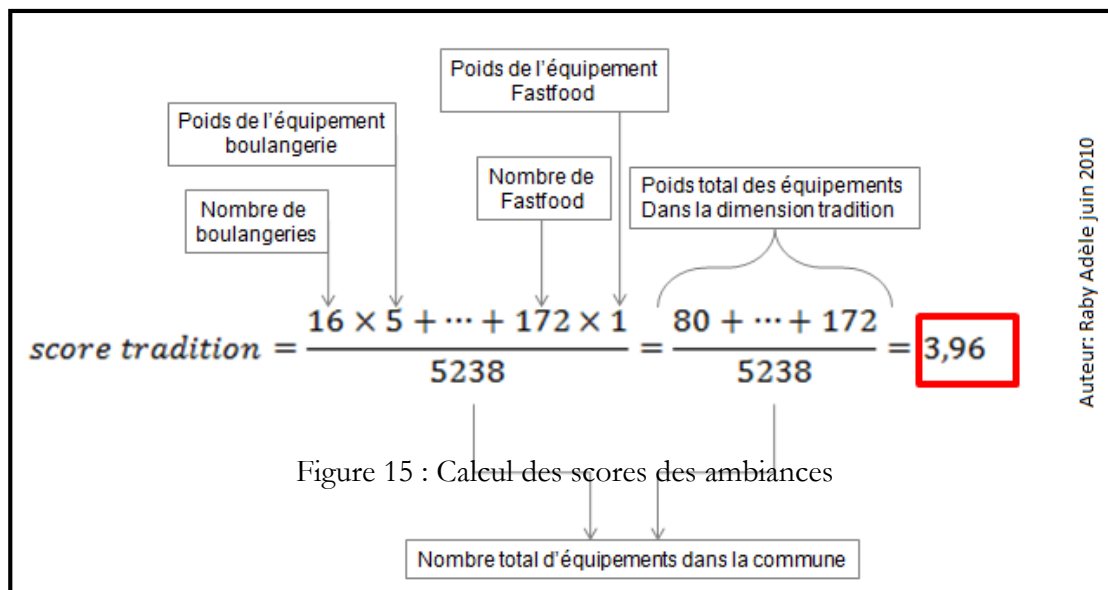 Poids de l'équipement
Fastfood
Poids de l'équipement
boulangerie
Nombre de
Fastfood
Poids total des équipements
Dans la dimension tradition
Nombre de
boulangeries
score tradition = (16 × 5 + ⋯ + 172 × 1) / 5238 = (80 + ⋯ + 172) / 5238 = 3,96
Figure 15 : Calcul des scores des ambiances
Nombre total d'équipements dans la commune
Auteur: Raby Adèle juin 2010